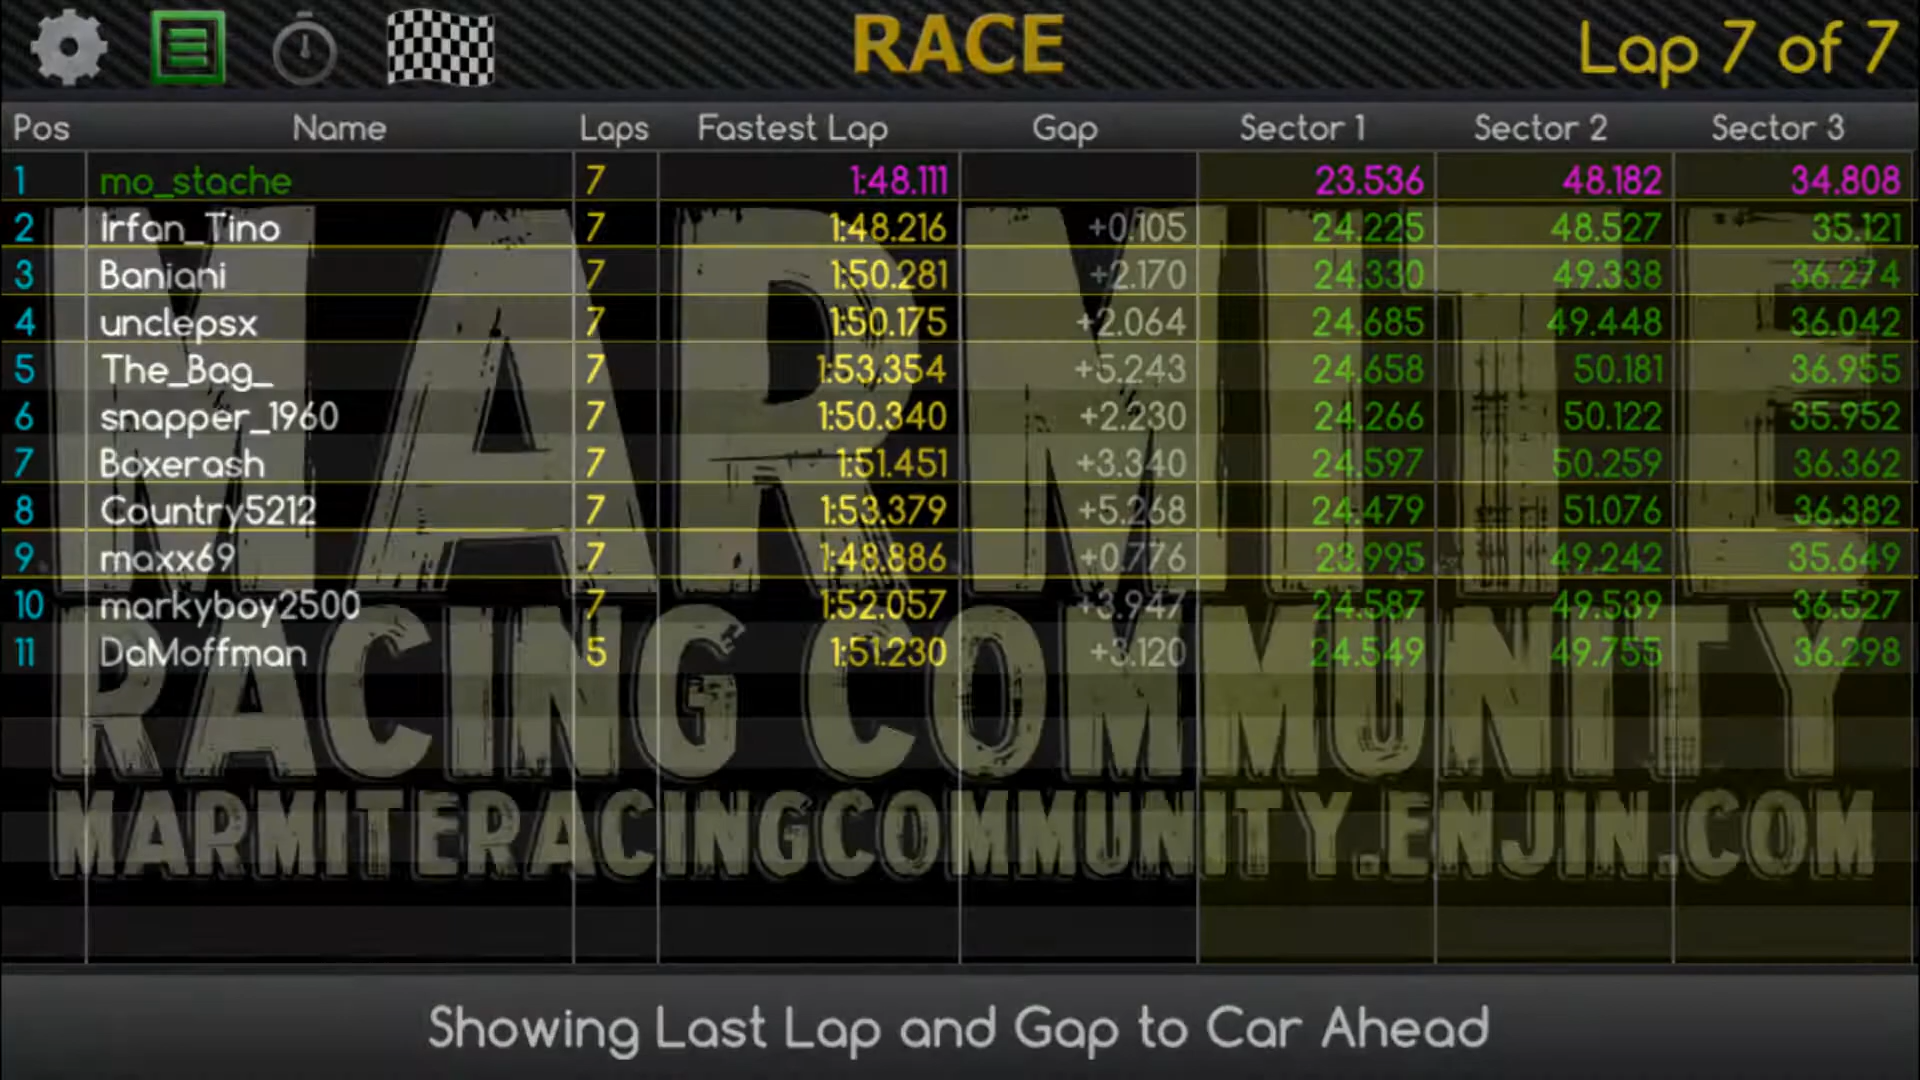 RACE
Lap 7 of 7
Pos Name Laps Fastest Lap Gap Sector 1 Sector 2 Sector 3
1 mo_stache 7 1:48.111 23.536 48.182 34.808
2 Irfan_Tino 7 1:48.216 +0.105 24.225 48.527 35.121
3 Baniani 7 1:50.281 +2.170 24.330 49.338 36.274
4 unclepsx 7 1:50.175 +2.064 24.685 49.448 36.042
5 The_Bag_ 7 1:53.354 +5.243 24.658 50.181 36.955
6 snapper_1960 7 1:50.340 +2.230 24.266 50.122 35.952
7 Boxerash 7 1:51.451 +3.340 24.597 50.259 36.362
8 Country5212 7 1:53.379 +5.268 24.479 51.076 36.382
9 maxx69 7 1:48.886 +0.776 23.995 49.242 35.649
10 markyboy2500 7 1:52.057 +3.947 24.587 49.539 36.527
11 DaMoffman 5 1:51.230 +3.120 24.549 49.755 36.298
MARMITE
RACING COMMUNITY
MARMITERACINGCOMMUNITY.ENJIN.COM
Showing Last Lap and Gap to Car Ahead